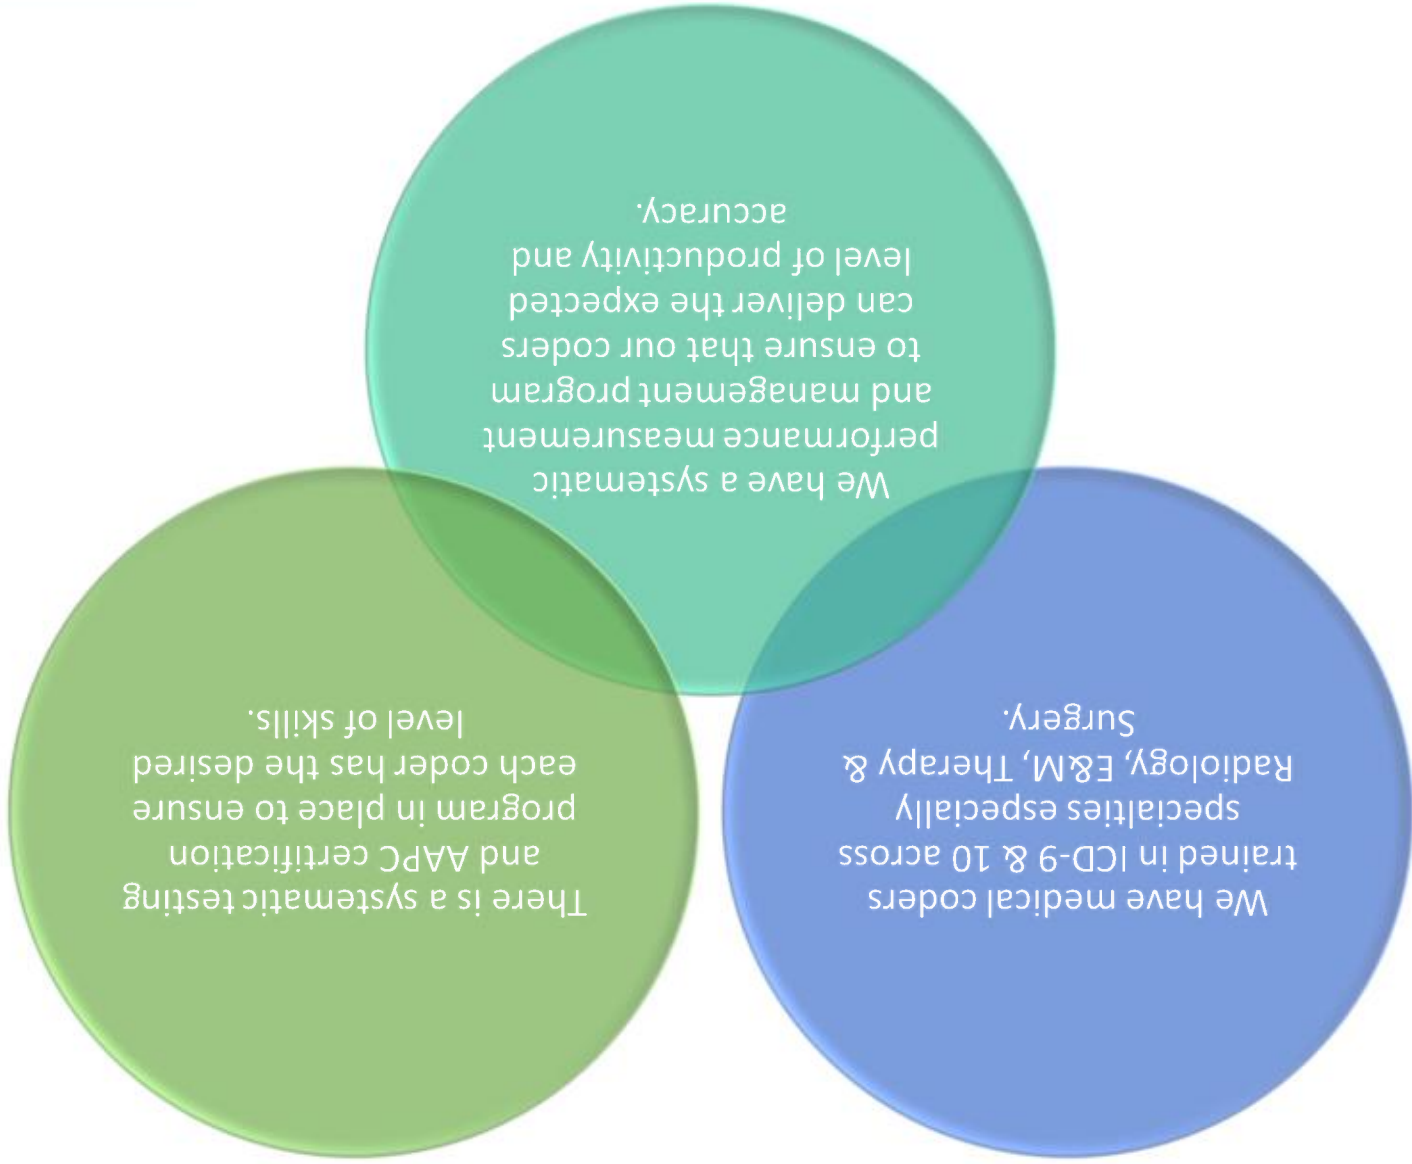 We have medical coders
trained in ICD-9 & 10 across
specialties especially
Radiology, E&M, Therapy &
Surgery.
There is a systematic testing
and AAPC certification
program in place to ensure
each coder has the desired
level of skills.
We have a systematic
performance measurement
and management program
to ensure that our coders
can deliver the expected
level of productivity and
accuracy.